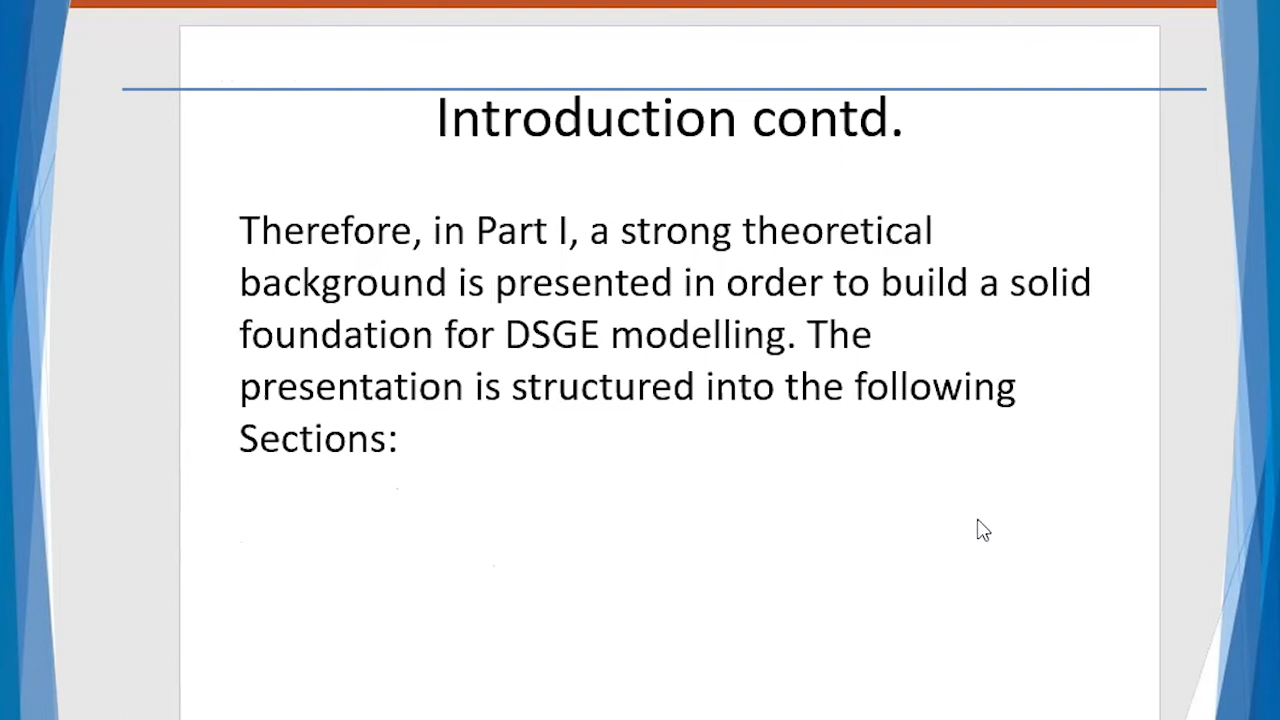 Introduction contd.
Therefore, in Part I, a strong theoretical
background is presented in order to build a solid
foundation for DSGE modelling. The
presentation is structured into the following
Sections: